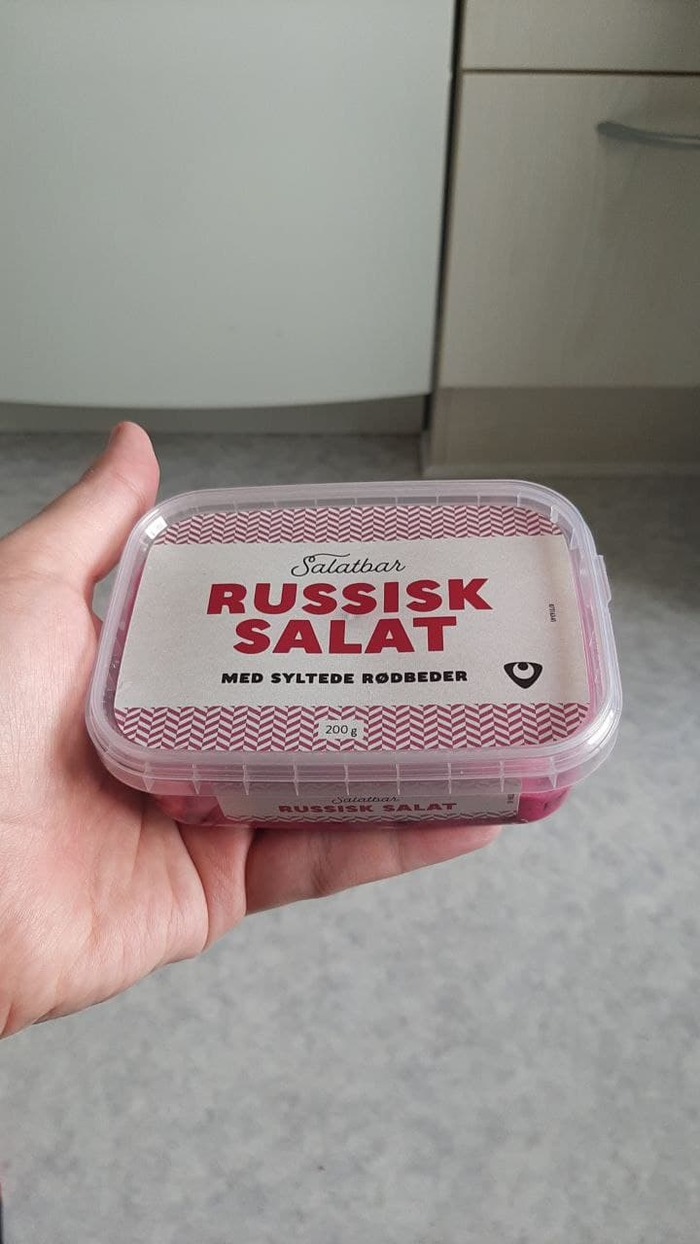 Salatbar
RUSSISK
SALAT
MED SYLTEDE RØDBEDER
200 g
Salatbar
RUSSISK SALAT